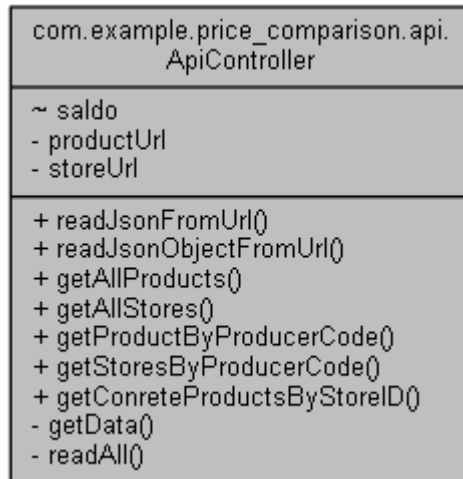 com.example.price_comparison.api.
ApiController
~ saldo
- productUrl
- storeUrl
+ readJsonFromUrl()
+ readJsonObjectFromUrl()
+ getAllProducts()
+ getAllStores()
+ getProductByProducerCode()
+ getStoresByProducerCode()
+ getConreteProductsByStoreID()
- getData()
- readAll()